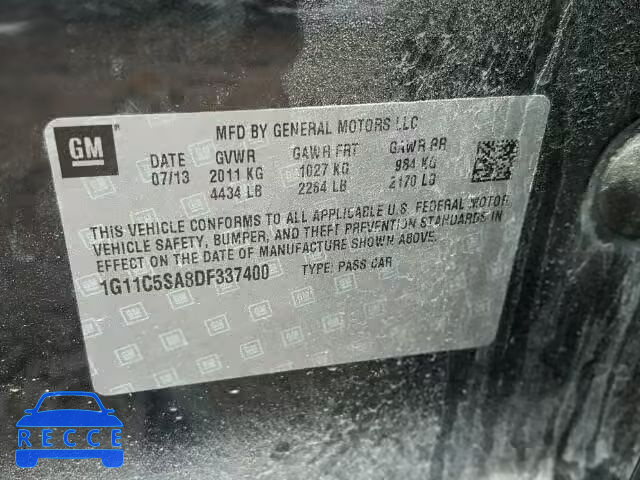 GM
MFD BY GENERAL MOTORS LLC
DATE GVWR GAWR FRT GAWR RR
07/13 2011 KG 1027 KG 984 KG
4434 LB 2264 LB 2170 LB
THIS VEHICLE CONFORMS TO ALL APPLICABLE U.S. FEDERAL MOTOR
VEHICLE SAFETY, BUMPER, AND THEFT PREVENTION STANDARDS IN
EFFECT ON THE DATE OF MANUFACTURE SHOWN ABOVE.
1G11C5SA8DF337400 TYPE: PASS CAR
RECCE